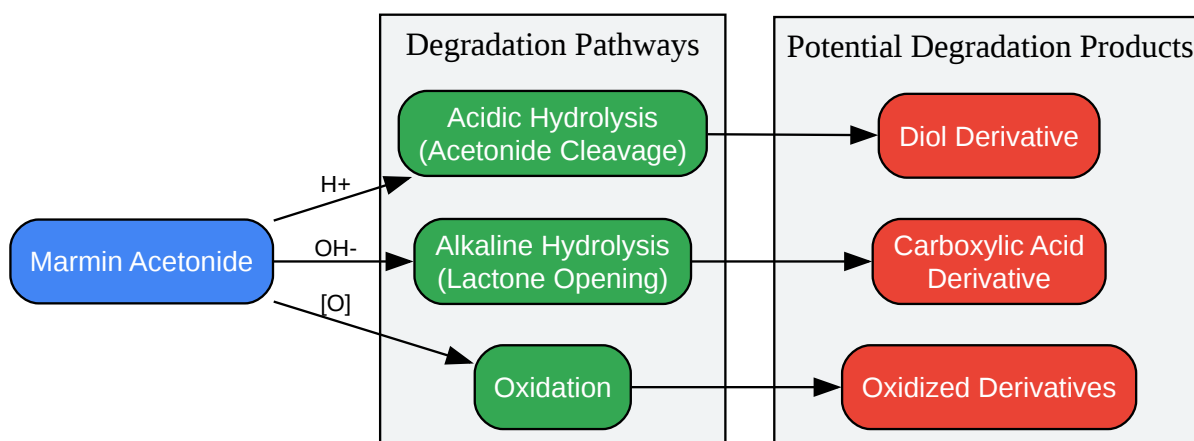 Degradation Pathways
Potential Degradation Products
Acidic Hydrolysis
(Acetonide Cleavage)
Diol Derivative
H+
Marmin Acetonide
OH-
Alkaline Hydrolysis
(Lactone Opening)
Carboxylic Acid
Derivative
[O]
Oxidation
Oxidized Derivatives